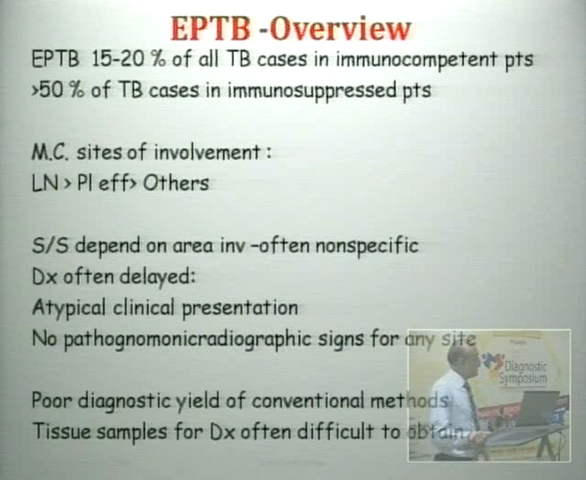 EPTB -Overview
EPTB 15-20 % of all TB cases in immunocompetent pts
>50 % of TB cases in immunosuppressed pts
M.C. sites of involvement :
LN > Pl eff> Others
S/S depend on area inv -often nonspecific
Dx often delayed:
Atypical clinical presentation
No pathognomonicradiographic signs for any site
Poor diagnostic yield of conventional methods
Tissue samples for Dx often difficult to obtain
Diagnostic
Symposium